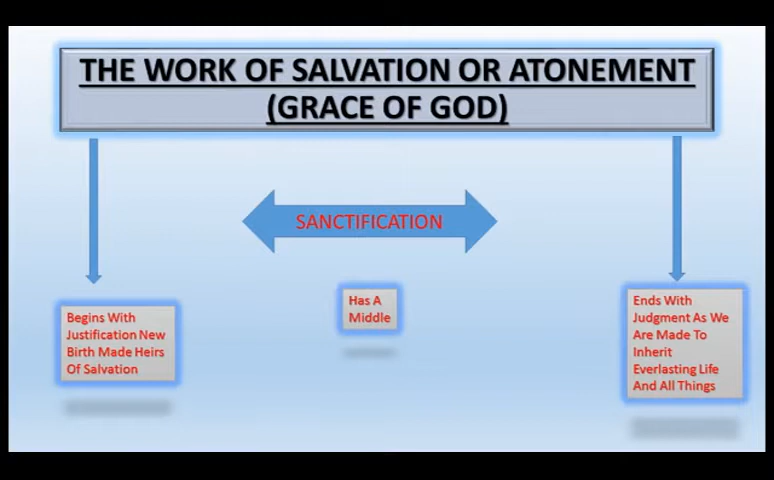 THE WORK OF SALVATION OR ATONEMENT
(GRACE OF GOD)
SANCTIFICATION
Begins With
Justification New
Birth Made Heirs
Of Salvation
Has A
Middle
Ends With
Judgment As We
Are Made To
Inherit
Everlasting Life
And All Things